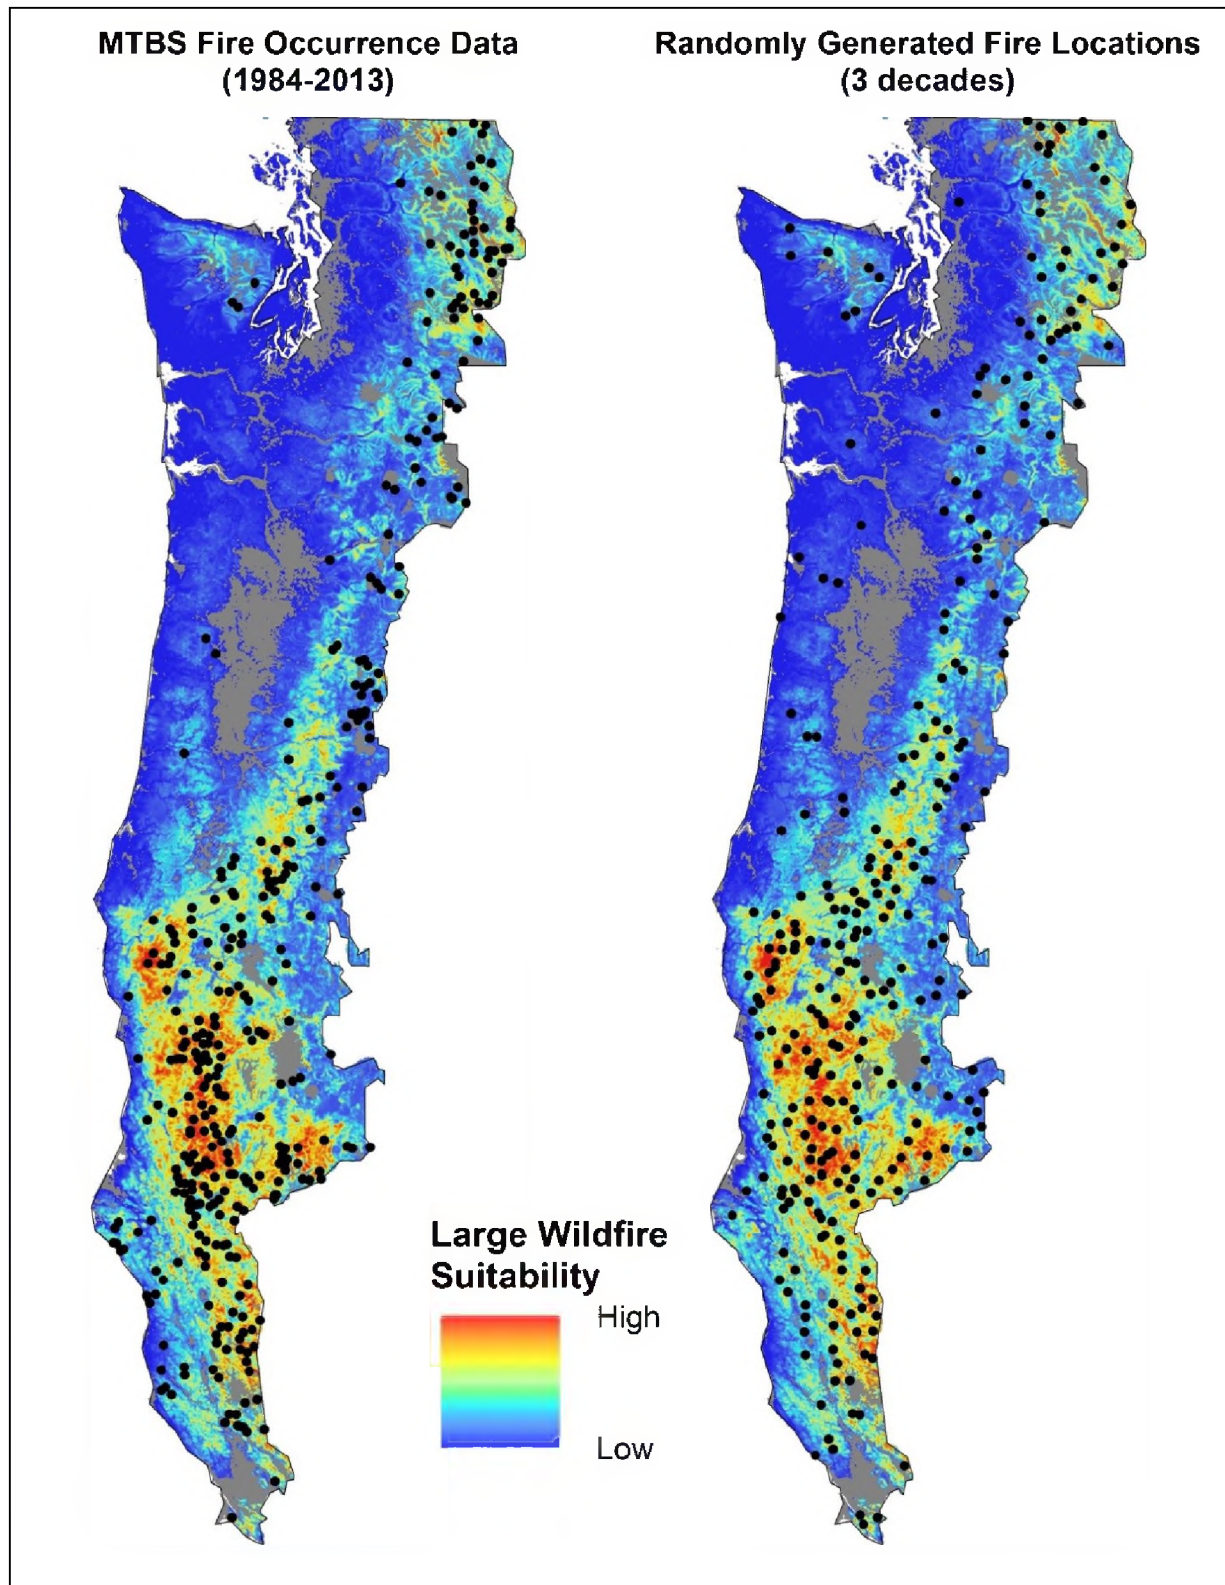 MTBS Fire Occurrence Data
(1984-2013)
Randomly Generated Fire Locations
(3 decades)
Large Wildfire
Suitability
High
Low